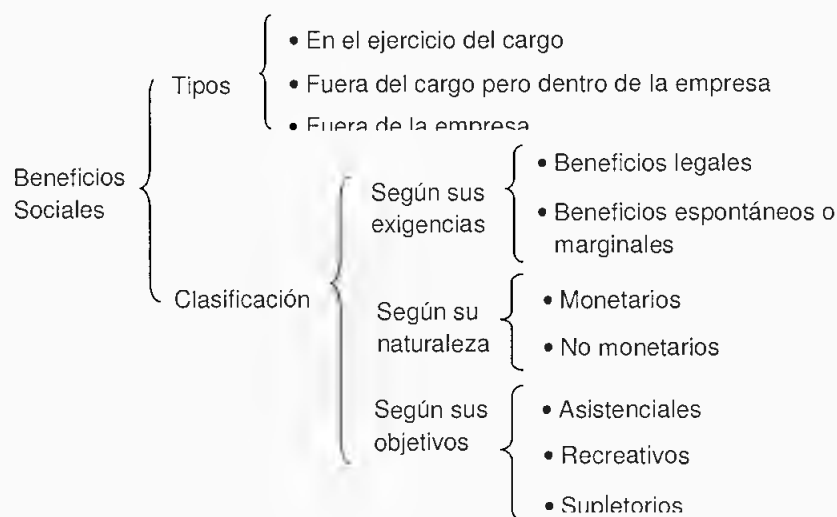 Beneficios
Sociales
Tipos
• En el ejercicio del cargo
• Fuera del cargo pero dentro de la empresa
• Fuera de la empresa
Clasificación
Según sus
exigencias
• Beneficios legales
• Beneficios espontáneos o
marginales
Según su
naturaleza
• Monetarios
• No monetarios
Según sus
objetivos
• Asistenciales
• Recreativos
• Supletorios